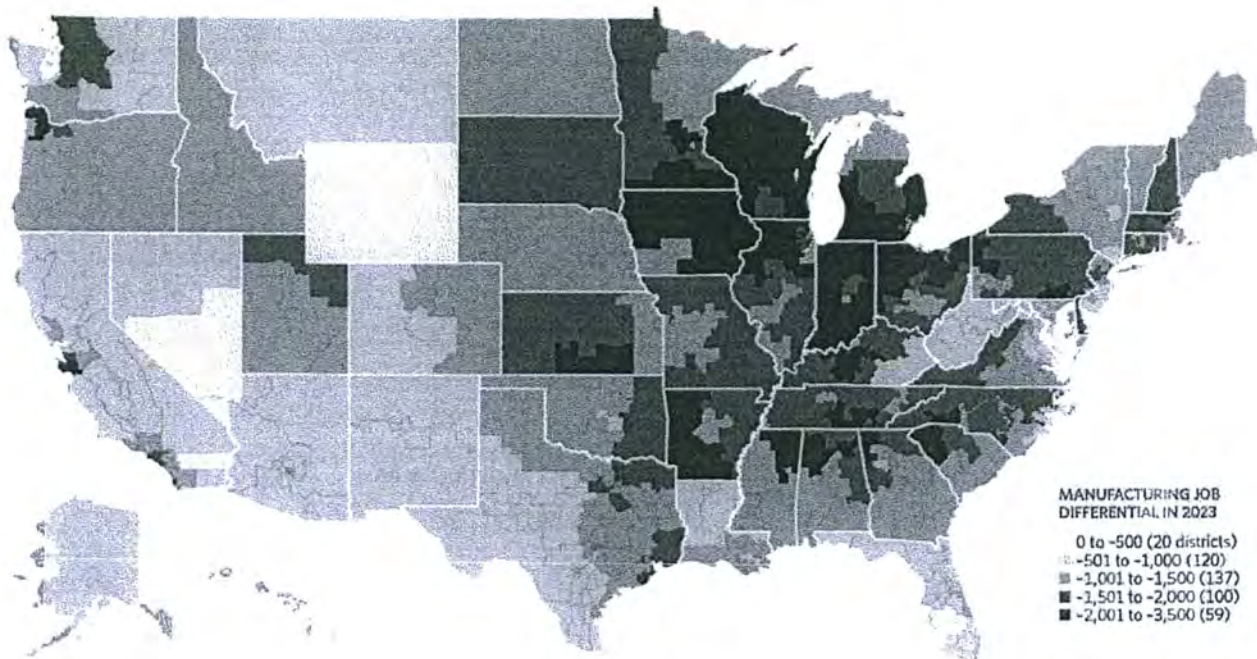 MANUFACTURING JOB
DIFFERENTIAL IN 2023
0 to -500 (20 districts)
-501 to -1,000 (120)
-1,001 to -1,500 (137)
-1,501 to -2,000 (100)
-2,001 to -3,500 (59)